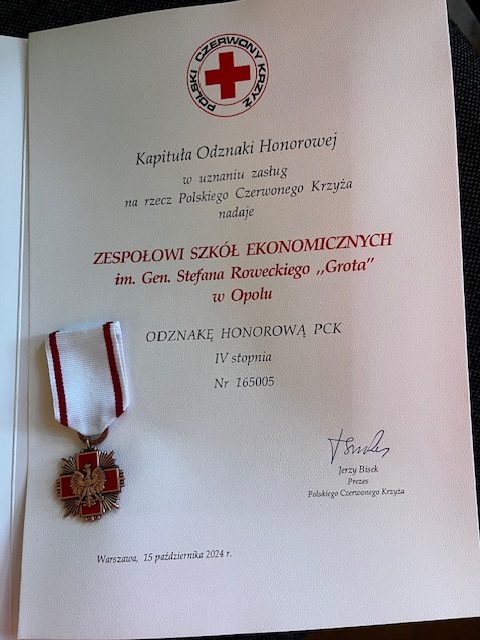 POLSKI CZERWONY KRZYŻ
Kapituła Odznaki Honorowej
w uznaniu zasług
na rzecz Polskiego Czerwonego Krzyża
nadaje
ZESPOŁOWI SZKÓŁ EKONOMICZNYCH
im. Gen. Stefana Roweckiego ,,Grota"
w Opolu
ODZNAKĘ HONOROWĄ PCK
IV stopnia
Nr 165005
Jerzy Bisek
Prezes
Polskiego Czerwonego Krzyża
Warszawa, 15 października 2024 r.